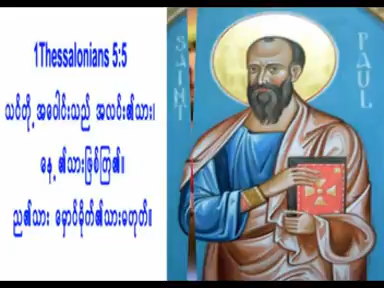 1Thessalonians 5:5
သင်တို့ အပေါင်းသည် အလင်း၏သား၊
နေ့ ၏သားဖြစ်ကြ၏။
ည၏သား မှောင်မိုက်၏သားမဟုတ်။
SAINT
PAUL